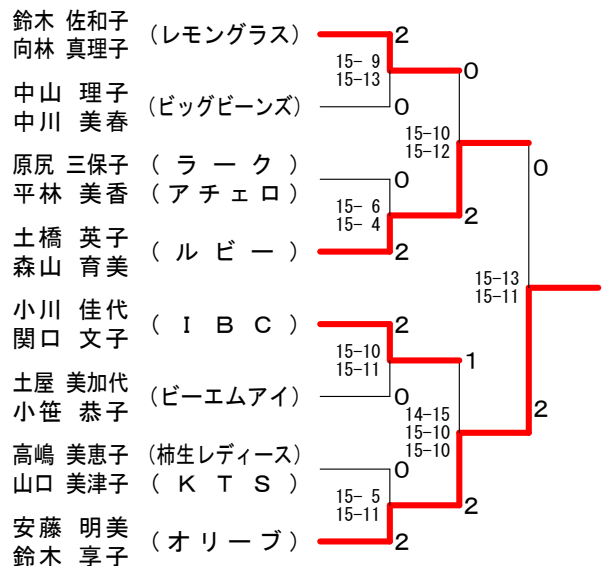 鈴木 佐和子 (レモングラス) 2
向林 真理子
15- 9
15-13
0
中山 理子 (ビッグビーンズ) 0
中川 美春
15-10
15-12
0
原尻 三保子 (ラーク) 0
平林 美香 (アチェロ)
15- 6
15- 4
2
土橋 英子 (ルビー) 2
森山 育美
15-13
15-11
小川 佳代 (ＩＢＣ) 2
関口 文子
15-10
15-11
1
土屋 美加代 (ビーエムアイ) 0
小笹 恭子
14-15
15-10
15-10
2
高嶋 美恵子 (柿生レディース) 0
山口 美津子 (ＫＴＳ)
15- 5
15-11
2
安藤 明美 (オリーブ) 2
鈴木 享子